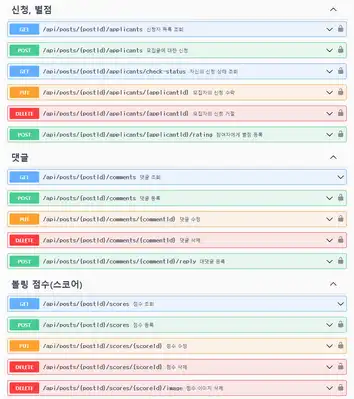 신청, 별점
GET /api/posts/{postId}/applicants 신청자 목록 조회
POST /api/posts/{postId}/applicants 모집글에 대한 신청
GET /api/posts/{postId}/applicants/check-status 자신의 신청 상태 조회
PUT /api/posts/{postId}/applicants/{applicantId} 모집자의 신청 수락
DELETE /api/posts/{postId}/applicants/{applicantId} 모집자의 신청 거절
POST /api/posts/{postId}/applicants/{applicantId}/rating 참여자에게 별점 등록
댓글
GET /api/posts/{postId}/comments 댓글 조회
POST /api/posts/{postId}/comments 댓글 등록
PUT /api/posts/{postId}/comments/{commentId} 댓글 수정
DELETE /api/posts/{postId}/comments/{commentId} 댓글 삭제
POST /api/posts/{postId}/comments/{commentId}/reply 대댓글 등록
볼링 점수(스코어)
GET /api/posts/{postId}/scores 점수 조회
POST /api/posts/{postId}/scores 점수 등록
PUT /api/posts/{postId}/scores/{scoreId} 점수 수정
DELETE /api/posts/{postId}/scores/{scoreId} 점수 삭제
DELETE /api/posts/{postId}/scores/{scoreId}/image 점수 이미지 삭제